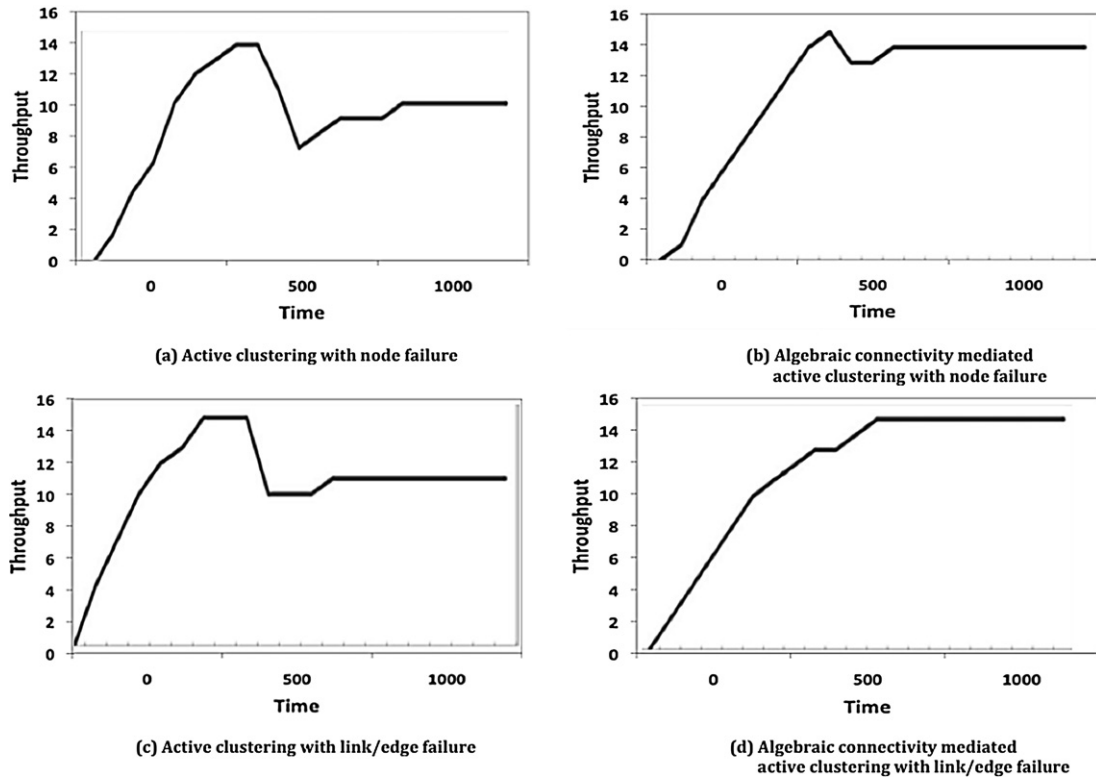 16
14
12
10
8
6
4
2
0
Throughput
0 500 1000
Time
(a) Active clustering with node failure
16
14
12
10
8
6
4
2
0
Throughput
0 500 1000
Time
(b) Algebraic connectivity mediated
active clustering with node failure
16
14
12
10
8
6
4
2
0
Throughput
0 500 1000
Time
(c) Active clustering with link/edge failure
16
14
12
10
8
6
4
2
0
Throughput
0 500 1000
Time
(d) Algebraic connectivity mediated
active clustering with link/edge failure